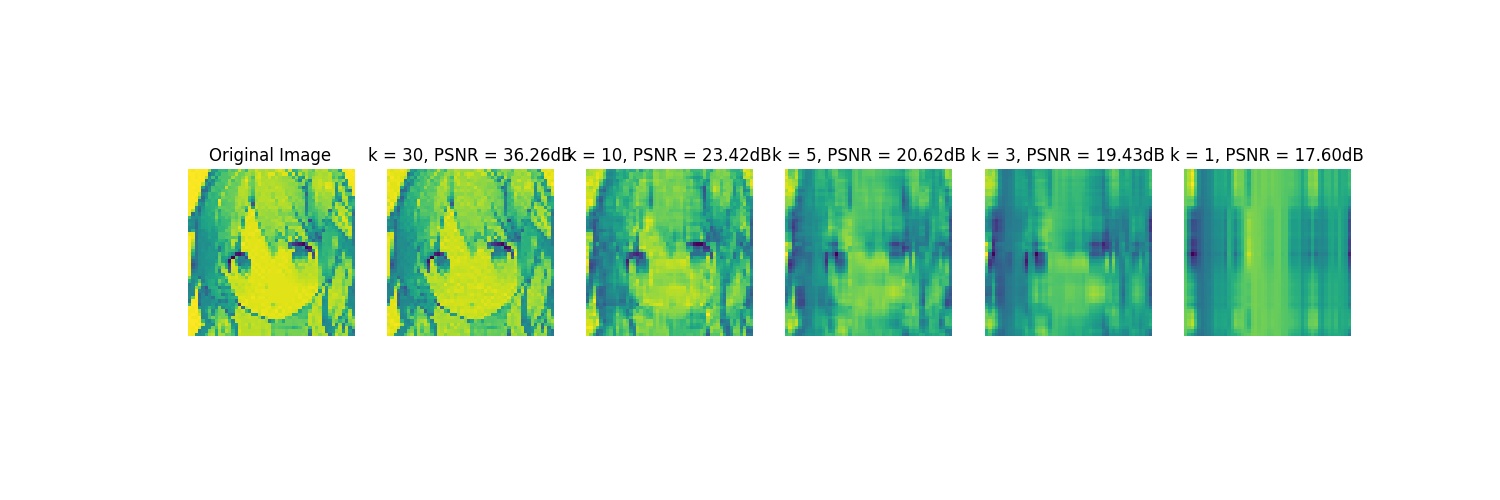 Original Image
k = 30, PSNR = 36.26dB
k = 10, PSNR = 23.42dB
k = 5, PSNR = 20.62dB
k = 3, PSNR = 19.43dB
k = 1, PSNR = 17.60dB